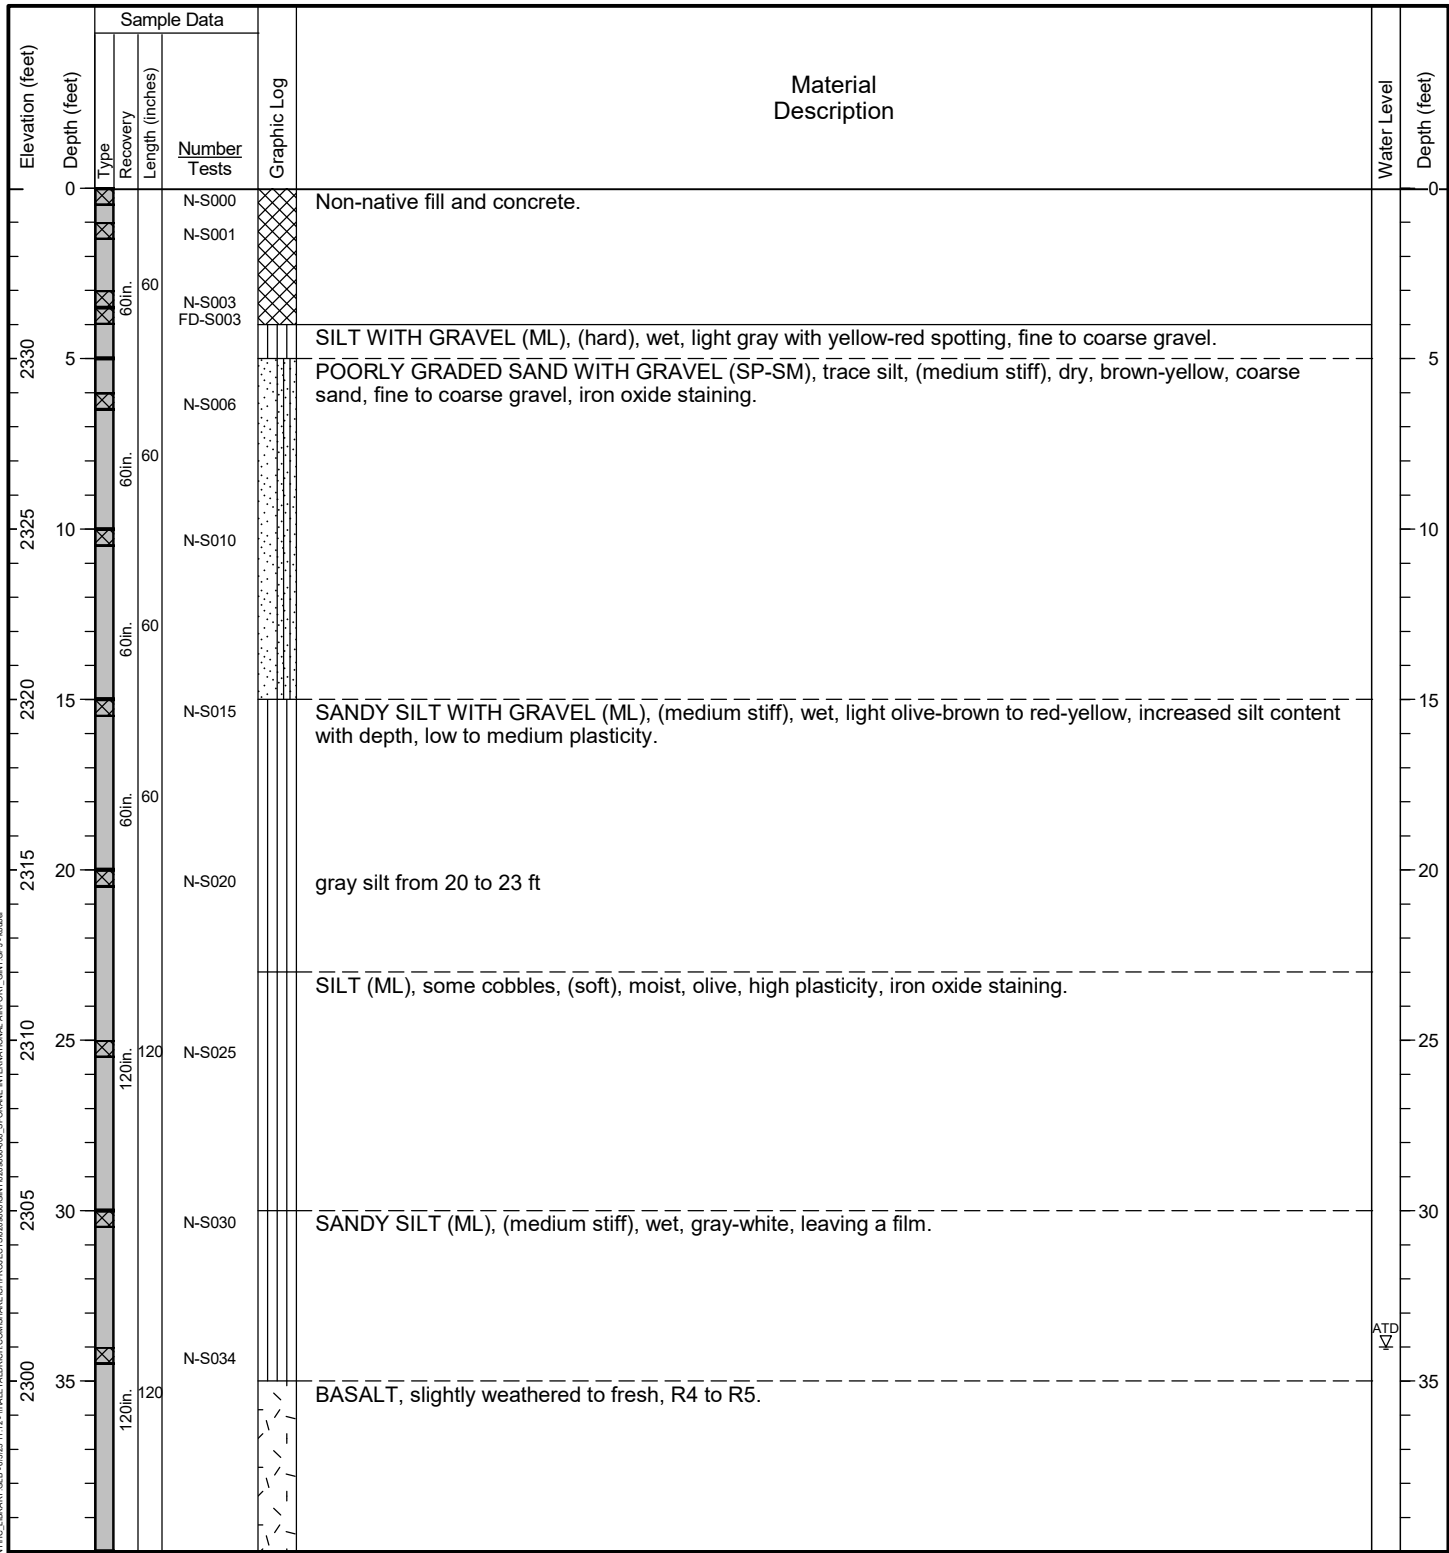 Sample Data
Elevation (feet)
Depth (feet)
Type
Recovery
Length (inches)
Number
Tests
Graphic Log
Material
Description
Water Level
Depth (feet)
0
N-S000
Non-native fill and concrete.
0
N-S001
60in.
60
N-S003
FD-S003
SILT WITH GRAVEL (ML), (hard), wet, light gray with yellow-red spotting, fine to coarse gravel.
2330
5
5
POORLY GRADED SAND WITH GRAVEL (SP-SM), trace silt, (medium stiff), dry, brown-yellow, coarse
sand, fine to coarse gravel, iron oxide staining.
N-S006
60in.
60
2325
10
N-S010
10
60in.
60
2320
15
N-S015
15
SANDY SILT WITH GRAVEL (ML), (medium stiff), wet, light olive-brown to red-yellow, increased silt content
with depth, low to medium plasticity.
60in.
60
2315
20
N-S020
gray silt from 20 to 23 ft
20
SILT (ML), some cobbles, (soft), moist, olive, high plasticity, iron oxide staining.
2310
25
120in.
120
N-S025
25
2305
30
N-S030
SANDY SILT (ML), (medium stiff), wet, gray-white, leaving a film.
30
ATD
N-S034
2300
35
120in.
120
BASALT, slightly weathered to fresh, R4 to R5.
35